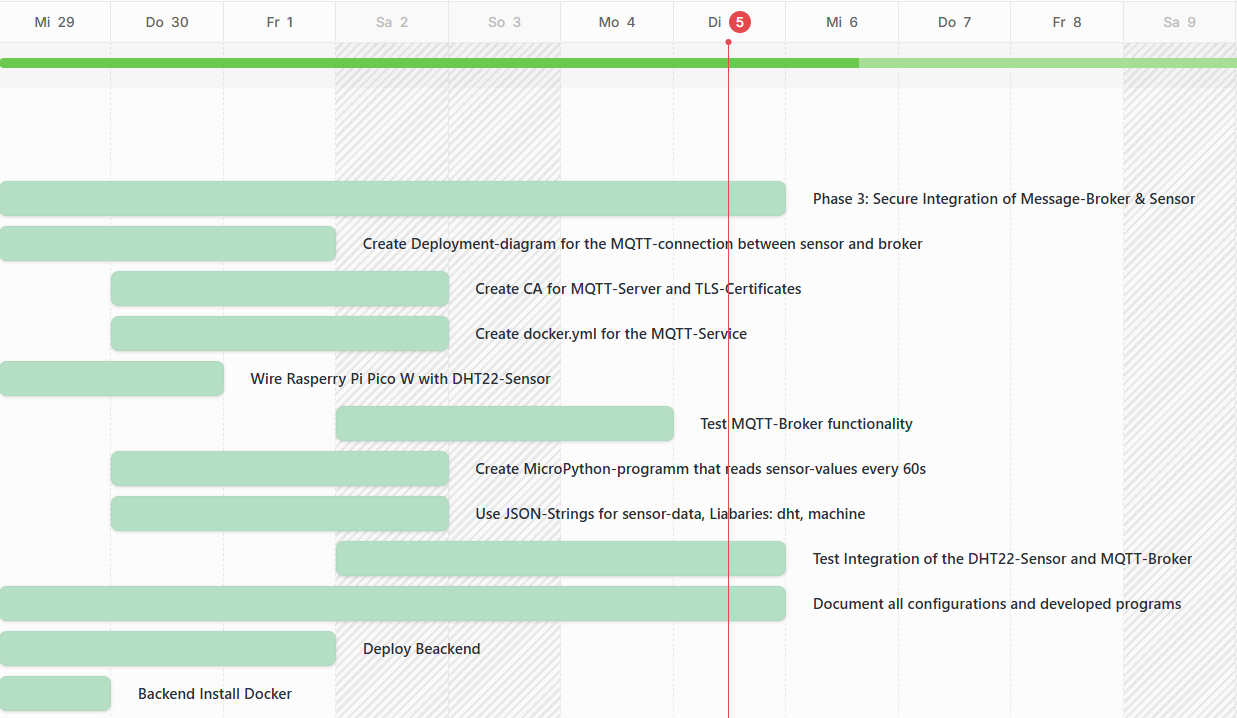 Mi 29 Do 30 Fr 1 Sa 2 So 3 Mo 4 Di 5 Mi 6 Do 7 Fr 8 Sa 9
Phase 3: Secure Integration of Message-Broker & Sensor
Create Deployment-diagram for the MQTT-connection between sensor and broker
Create CA for MQTT-Server and TLS-Certificates
Create docker.yml for the MQTT-Service
Wire Rasperry Pi Pico W with DHT22-Sensor
Test MQTT-Broker functionality
Create MicroPython-programm that reads sensor-values every 60s
Use JSON-Strings for sensor-data, Liabaries: dht, machine
Test Integration of the DHT22-Sensor and MQTT-Broker
Document all configurations and developed programs
Deploy Beackend
Backend Install Docker